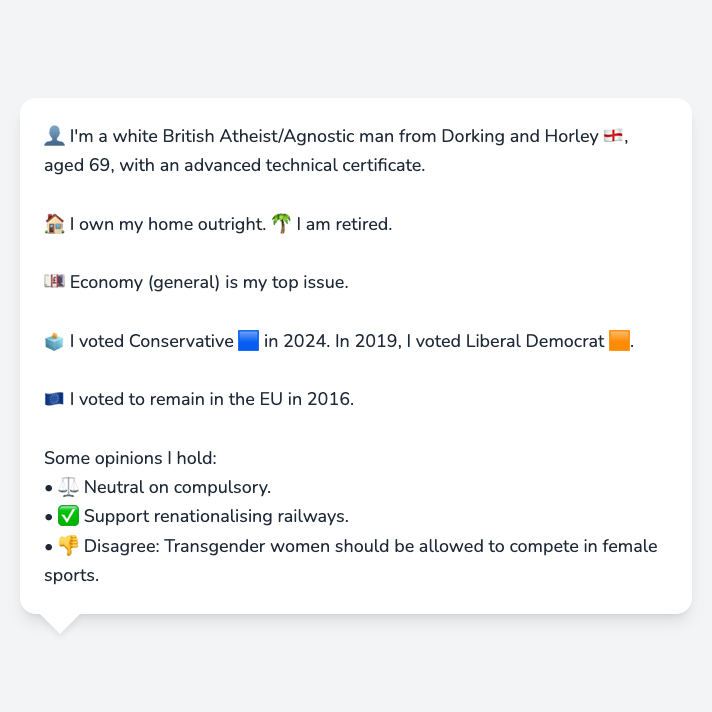 👤 I'm a white British Atheist/Agnostic man from Dorking and Horley 🏴󠁧󠁢󠁥󠁮󠁧󠁿,
aged 69, with an advanced technical certificate.
🏠 I own my home outright. 🌴 I am retired.
💷 Economy (general) is my top issue.
🗳️ I voted Conservative 🟦 in 2024. In 2019, I voted Liberal Democrat 🟧.
🇪🇺 I voted to remain in the EU in 2016.
Some opinions I hold:
• ⚖️ Neutral on compulsory.
• ✅ Support renationalising railways.
• 👎 Disagree: Transgender women should be allowed to compete in female
sports.